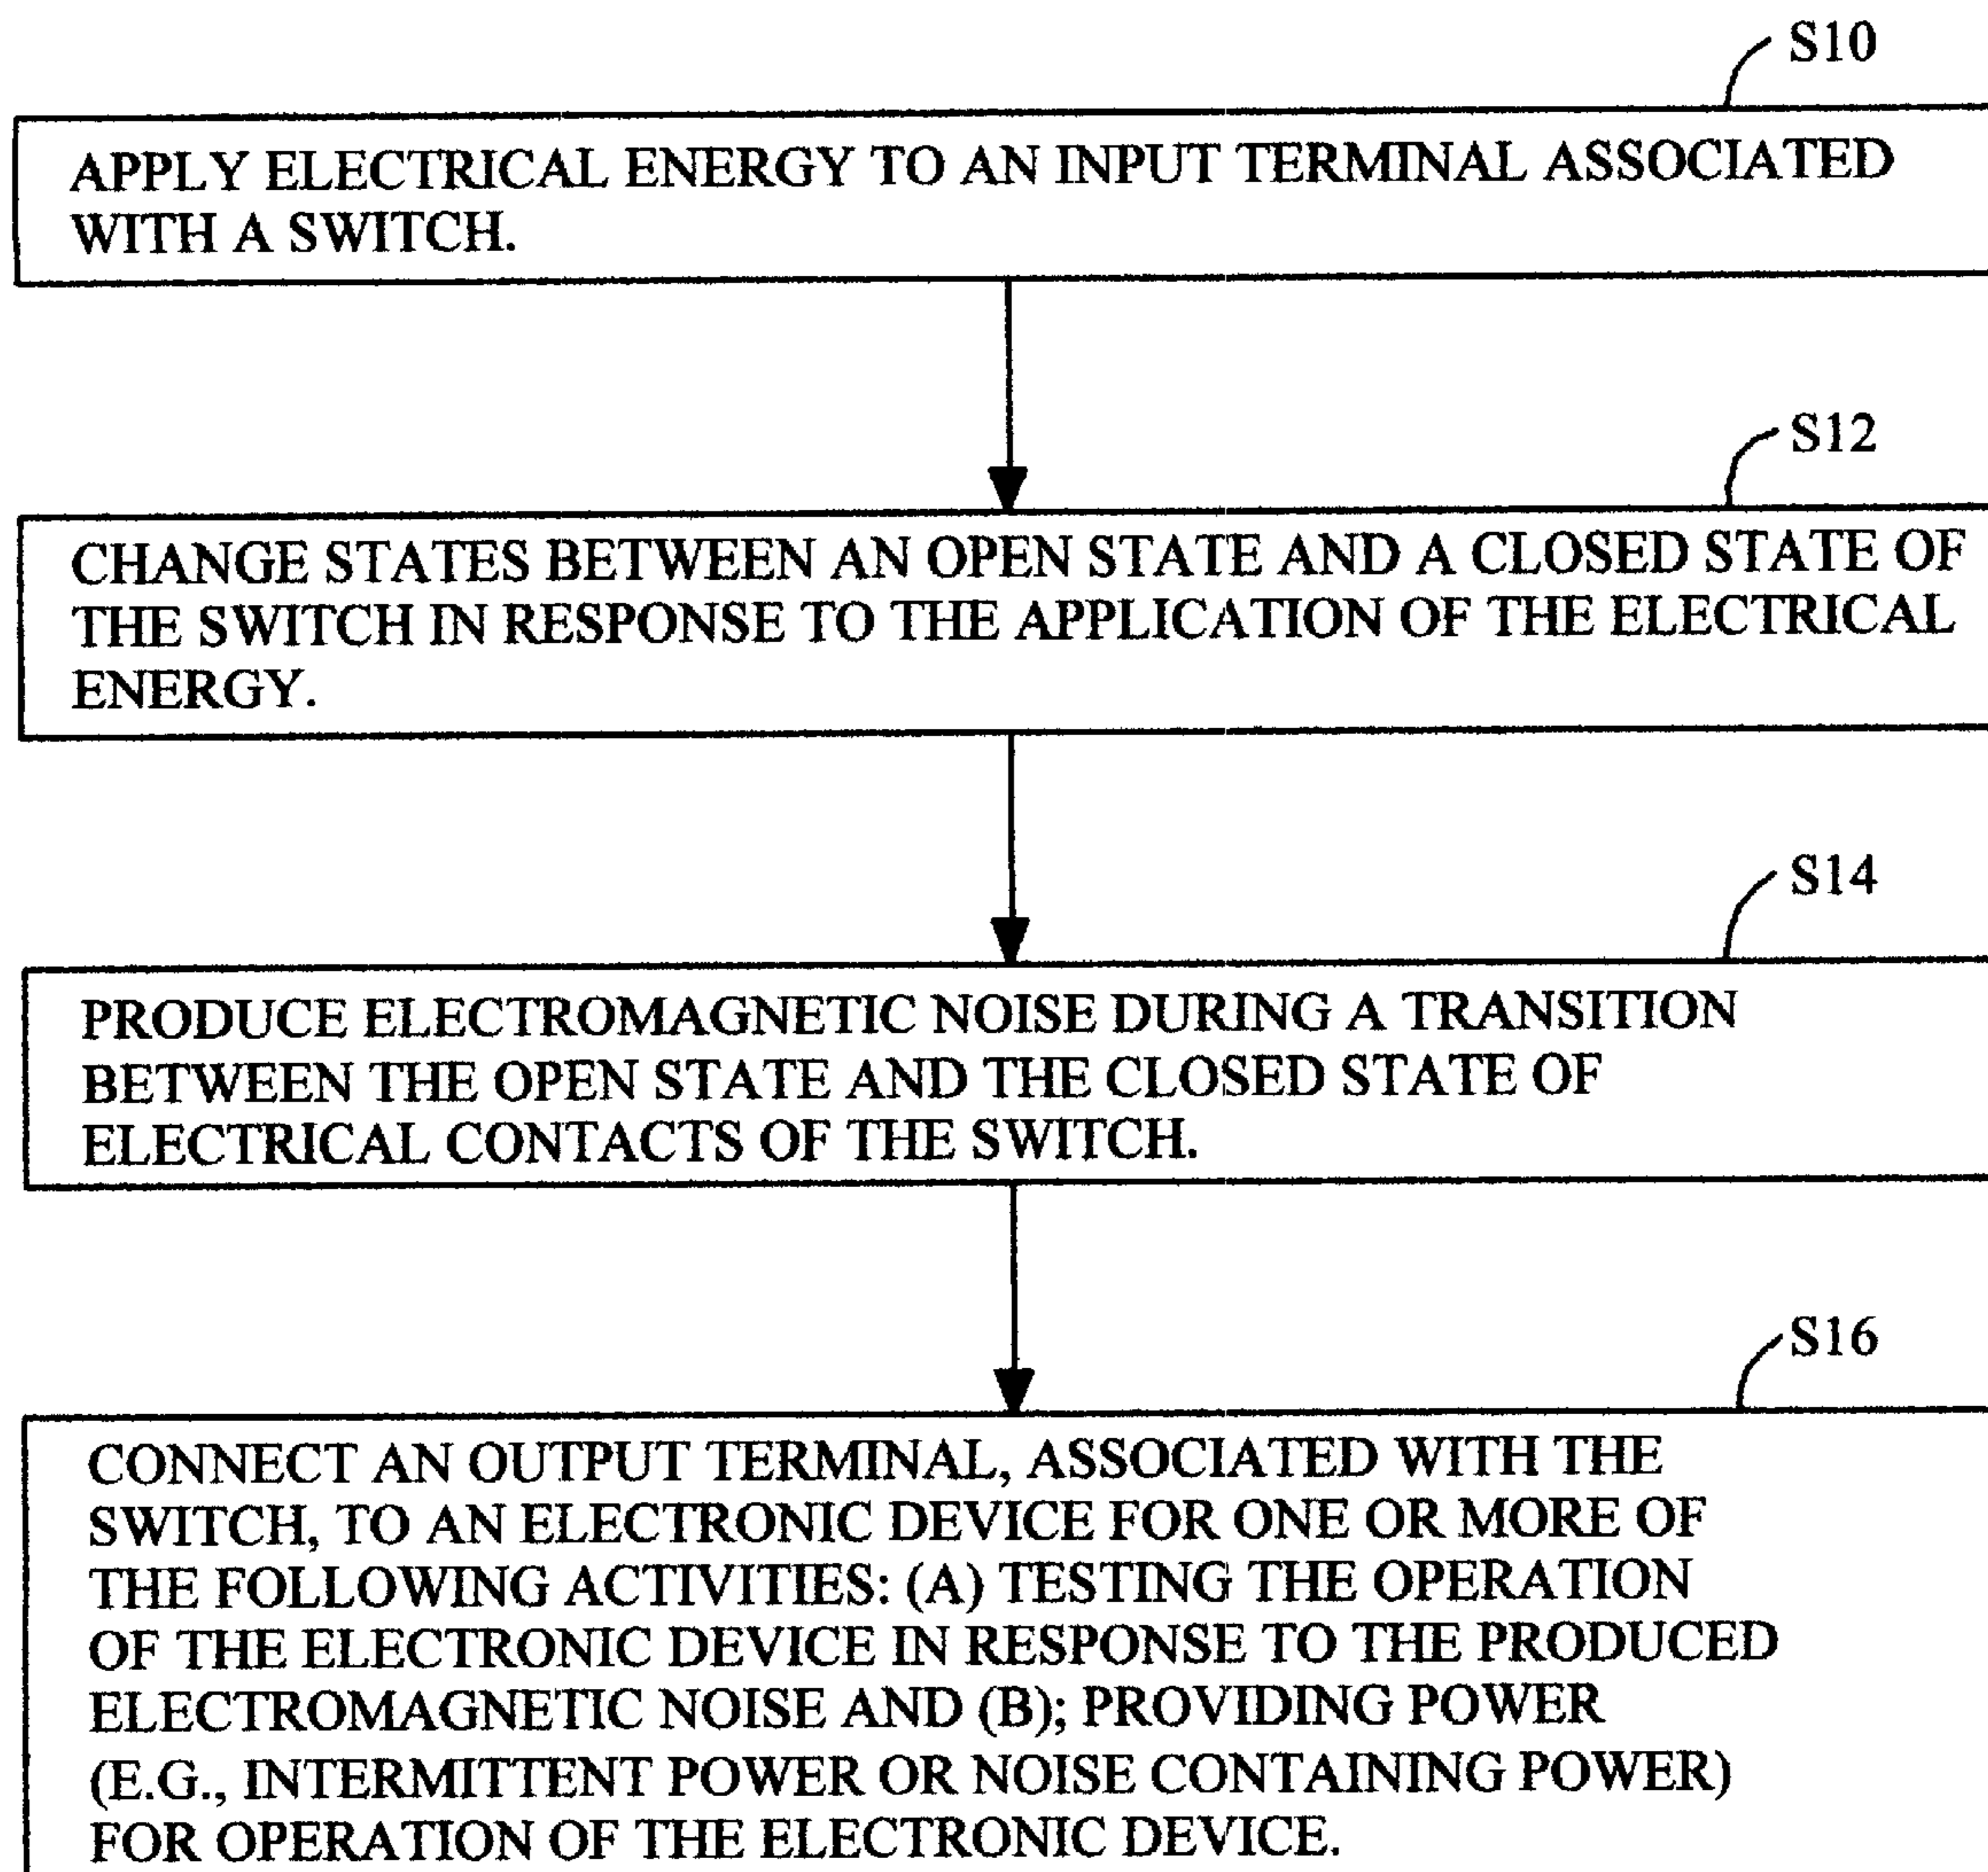 S10
APPLY ELECTRICAL ENERGY TO AN INPUT TERMINAL ASSOCIATED
WITH A SWITCH.
S12
CHANGE STATES BETWEEN AN OPEN STATE AND A CLOSED STATE OF
THE SWITCH IN RESPONSE TO THE APPLICATION OF THE ELECTRICAL
ENERGY.
S14
PRODUCE ELECTROMAGNETIC NOISE DURING A TRANSITION
BETWEEN THE OPEN STATE AND THE CLOSED STATE OF
ELECTRICAL CONTACTS OF THE SWITCH.
S16
CONNECT AN OUTPUT TERMINAL, ASSOCIATED WITH THE
SWITCH, TO AN ELECTRONIC DEVICE FOR ONE OR MORE OF
THE FOLLOWING ACTIVITIES: (A) TESTING THE OPERATION
OF THE ELECTRONIC DEVICE IN RESPONSE TO THE PRODUCED
ELECTROMAGNETIC NOISE AND (B); PROVIDING POWER
(E.G., INTERMITTENT POWER OR NOISE CONTAINING POWER)
FOR OPERATION OF THE ELECTRONIC DEVICE.